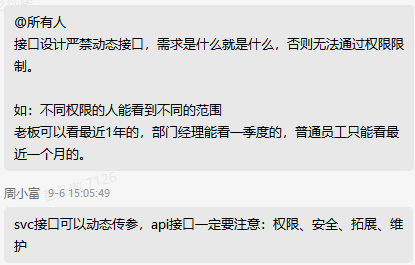 @所有人
接口设计严禁动态接口，需求是什么就是什么，否则无法通过权限限
制。
如：不同权限的人能看到不同的范围
老板可以看最近1年的，部门经理能看一季度的，普通员工只能看最
近一个月的。
周小富 9-6 15:05:49
svc接口可以动态传参，api接口一定要注意：权限、安全、拓展、维
护